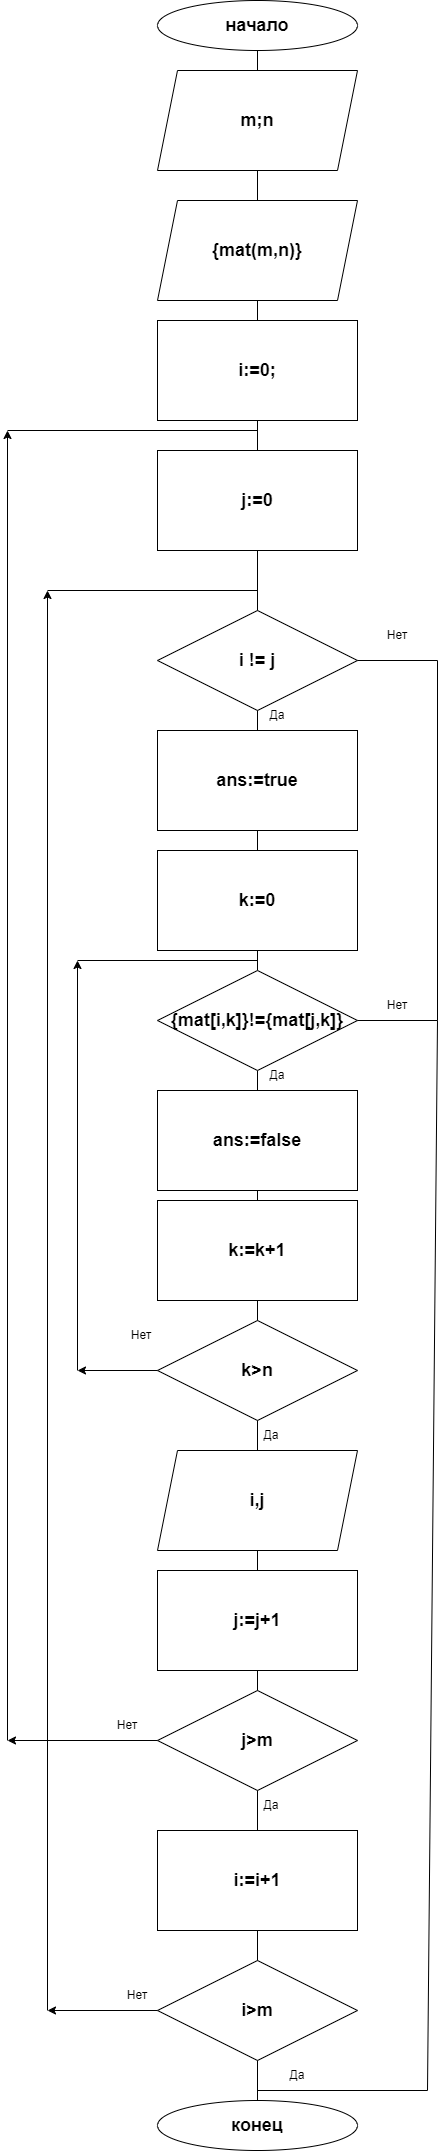 начало
m;n
{mat(m,n)}
i:=0;
j:=0
Нет
i != j
Да
ans:=true
k:=0
Нет
{mat[i,k]}!={mat[j,k]}
Да
ans:=false
k:=k+1
Нет
k>n
Да
i,j
j:=j+1
Нет
j>m
Да
i:=i+1
Нет
i>m
Да
конец